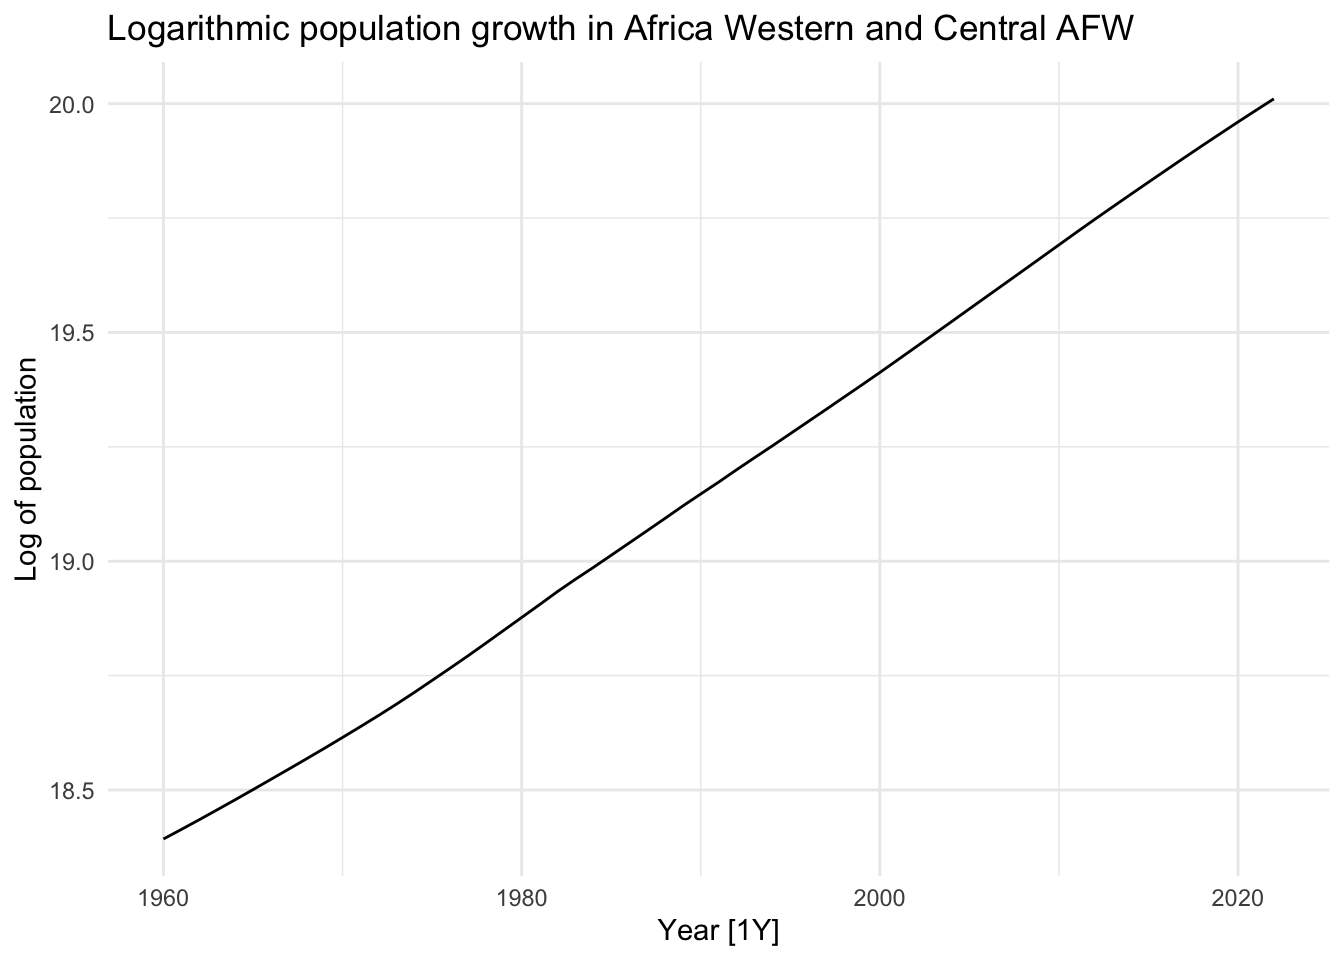 Logarithmic population growth in Africa Western and Central AFW
20.0
19.5
19.0
18.5
Log of population
1960 1980 2000 2020
Year [1Y]